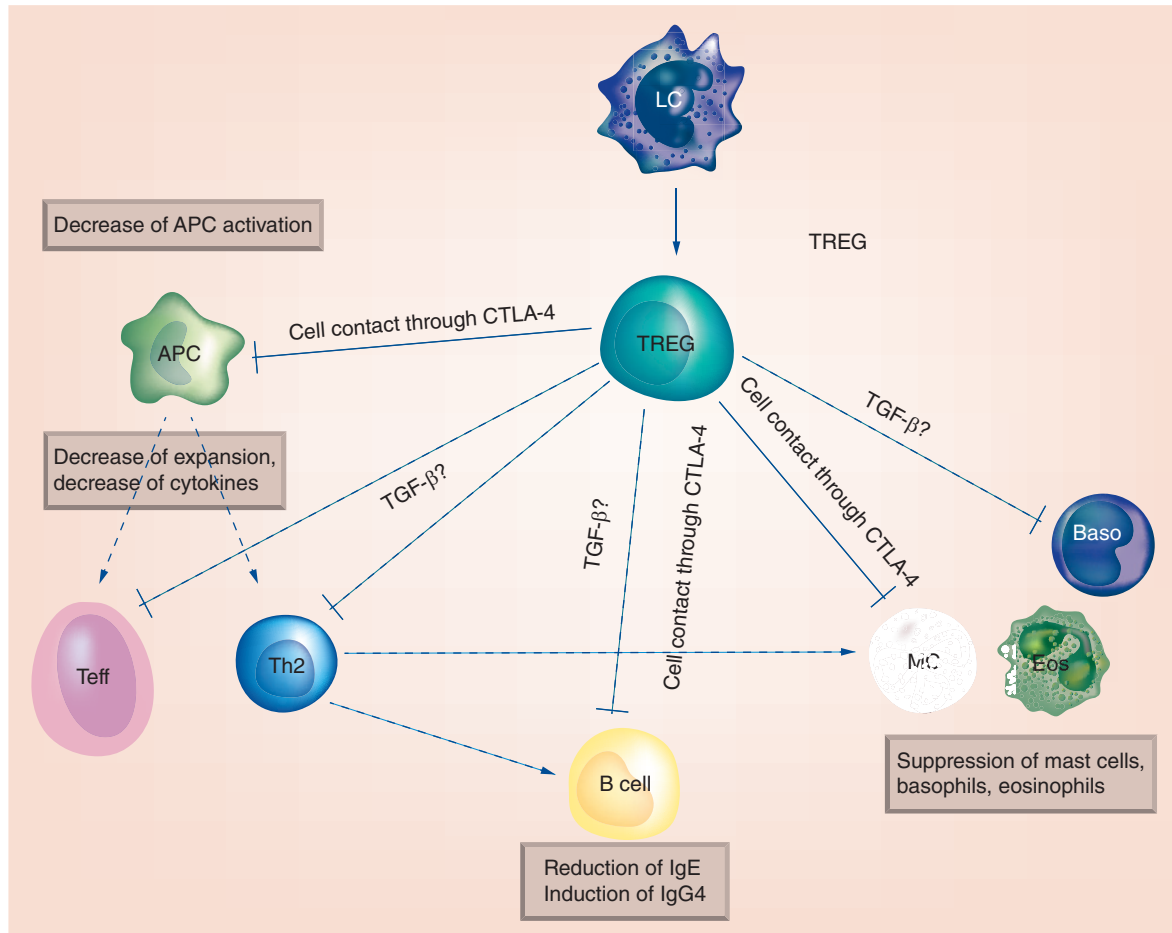 LC
Decrease of APC activation
TREG
Cell contact through CTLA-4
APC
TREG
Cell contact through CTLA-4
TGF-β?
Decrease of expansion,
decrease of cytokines
TGF-β?
TGF-β?
Cell contact through CTLA-4
Baso
Teff
Th2
MC
Eos
Suppression of mast cells,
basophils, eosinophils
B cell
Reduction of IgE
Induction of IgG4